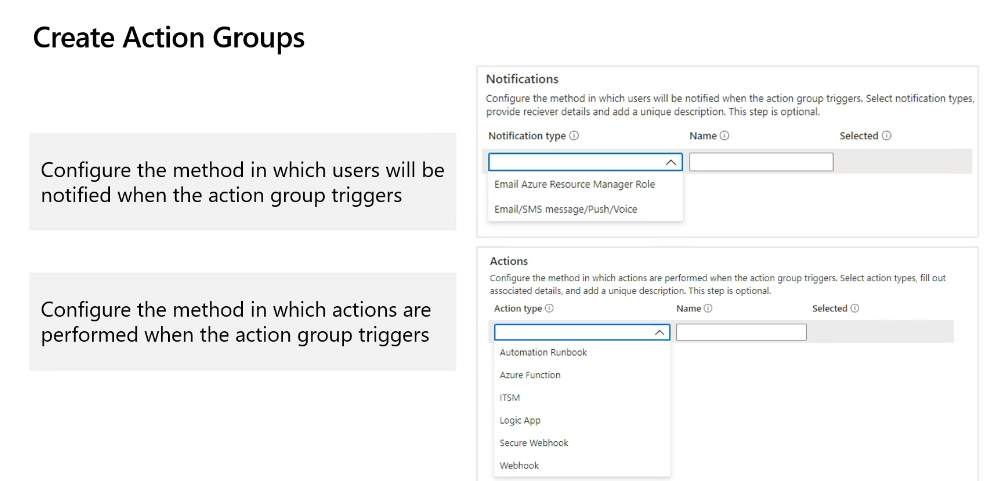 Create Action Groups
Configure the method in which users will be
notified when the action group triggers
Configure the method in which actions are
performed when the action group triggers
Notifications
Configure the method in which users will be notified when the action group triggers. Select notification types,
provide reciever details and add a unique description. This step is optional.
Notification type Name Selected
Email Azure Resource Manager Role
Email/SMS message/Push/Voice
Actions
Configure the method in which actions are performed when the action group triggers. Select action types, fill out
associated details, and add a unique description. This step is optional.
Action type Name Selected
Automation Runbook
Azure Function
ITSM
Logic App
Secure Webhook
Webhook